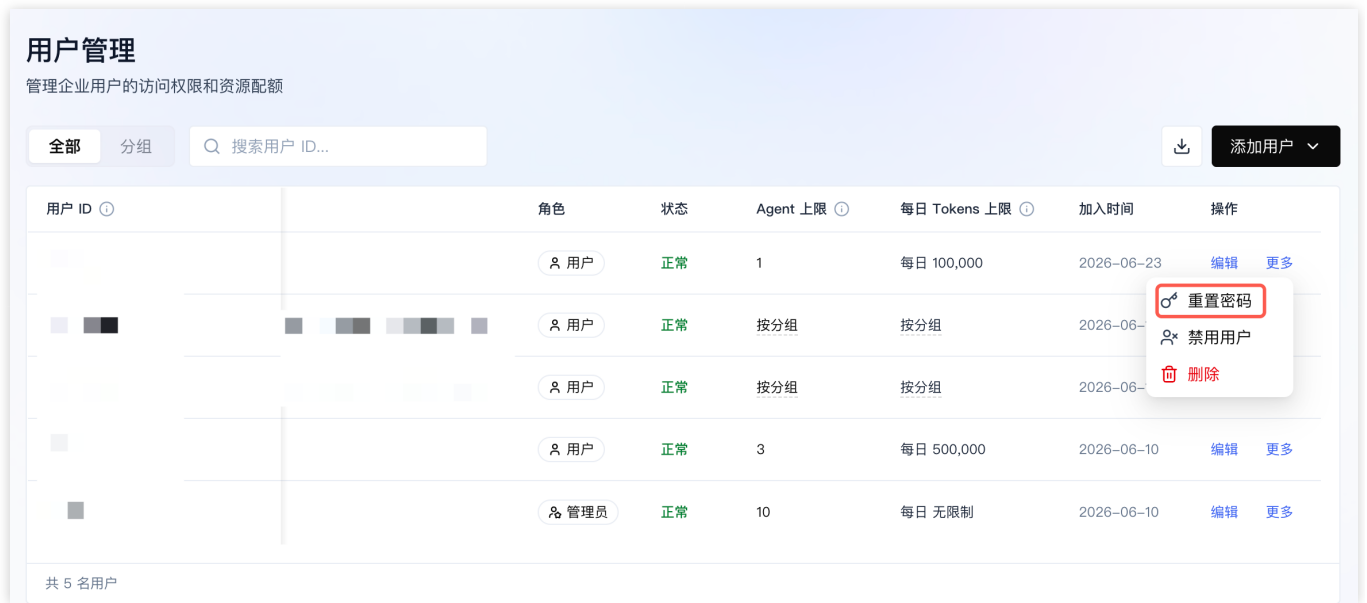 用户管理
管理企业用户的访问权限和资源配额
全部 分组 搜索用户 ID... 添加用户
用户 ID 角色 状态 Agent 上限 每日 Tokens 上限 加入时间 操作
用户 正常 1 每日 100,000 2026-06-23 编辑 更多
重置密码
用户 正常 按分组 按分组 2026-06-
禁用用户
删除
用户 正常 按分组 按分组 2026-06-
用户 正常 3 每日 500,000 2026-06-10 编辑 更多
管理员 正常 10 每日 无限制 2026-06-10 编辑 更多
共 5 名用户